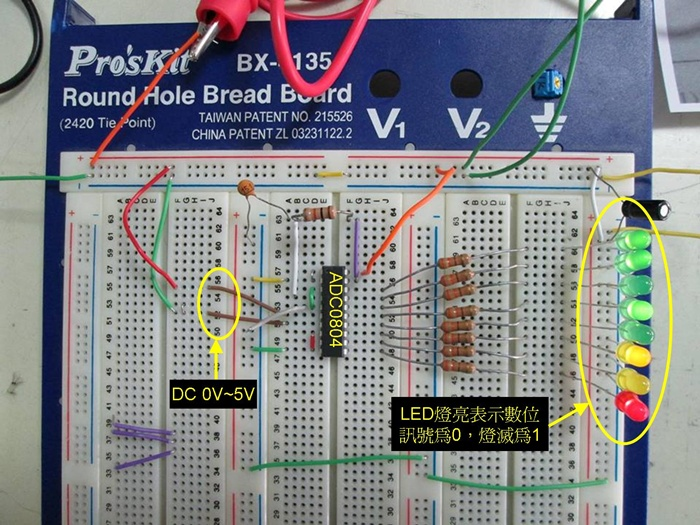 Pro'sKit BX-4135
Round Hole Bread Board
(2420 Tie Point)
TAIWAN PATENT NO. 215526
CHINA PATENT ZL 03231122.2
V1 V2
ADC0804
DC 0V~5V
LED燈亮表示數位
訊號爲0，燈滅爲1